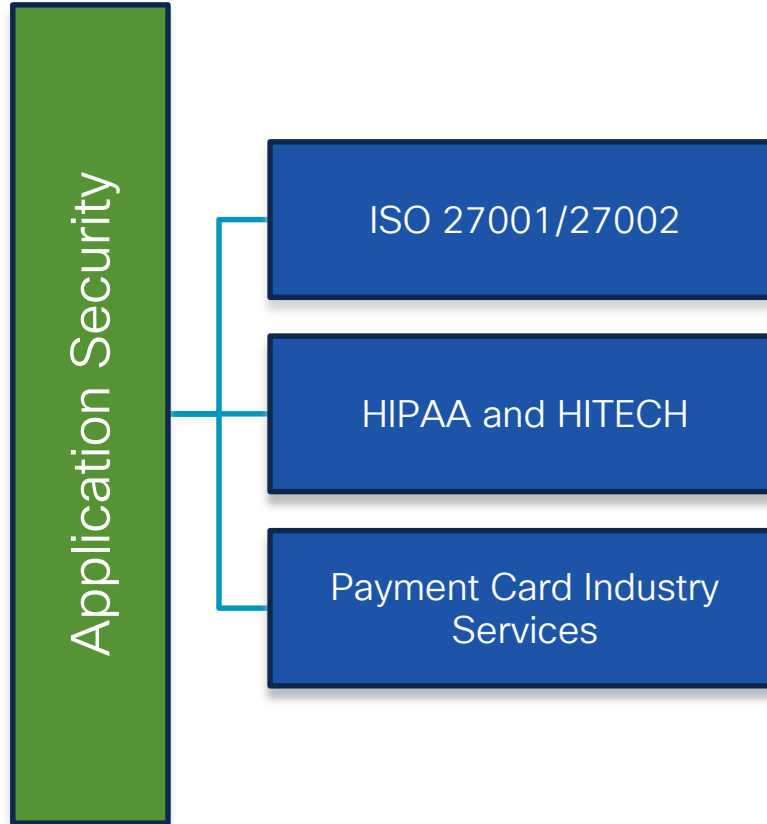 Application Security
ISO 27001/27002
HIPAA and HITECH
Payment Card Industry
Services